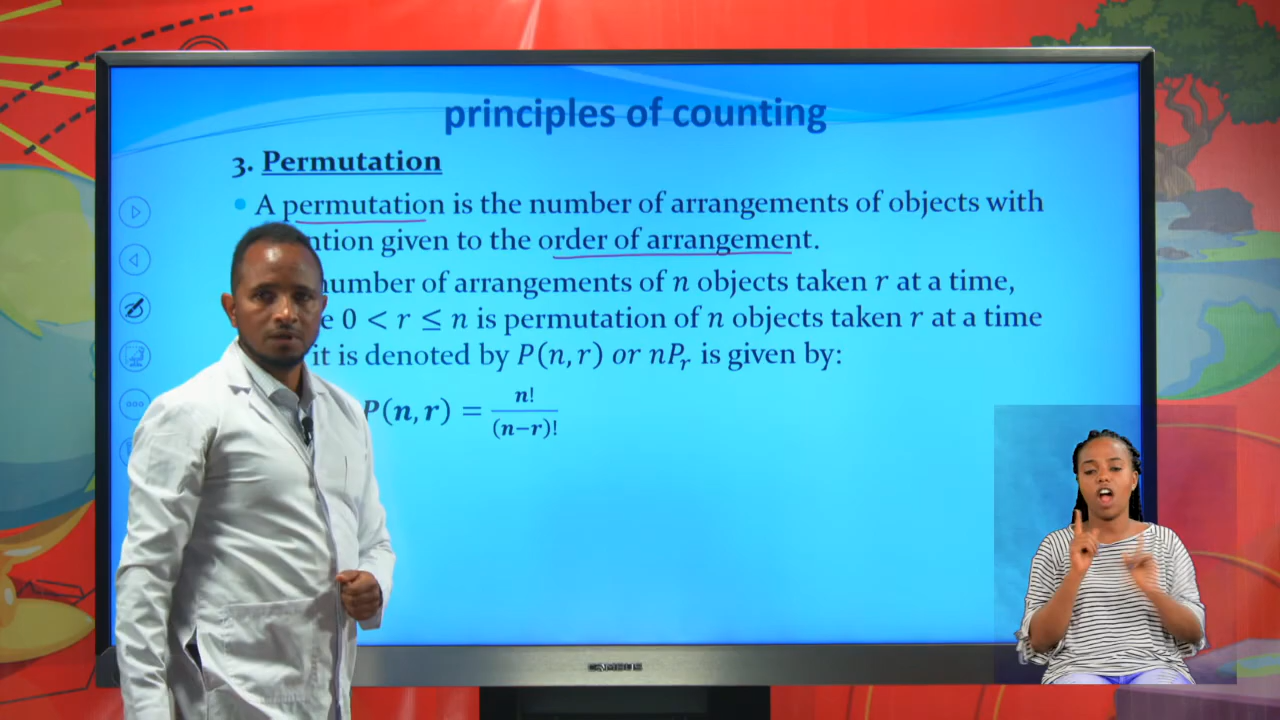 principles of counting
3. Permutation
A permutation is the number of arrangements of objects with
ntion given to the order of arrangement.
number of arrangements of n objects taken r at a time,
e 0 < r ≤ n is permutation of n objects taken r at a time
it is denoted by P(n, r) or nPᵣ is given by:
P(n, r) = n!/(n−r)!